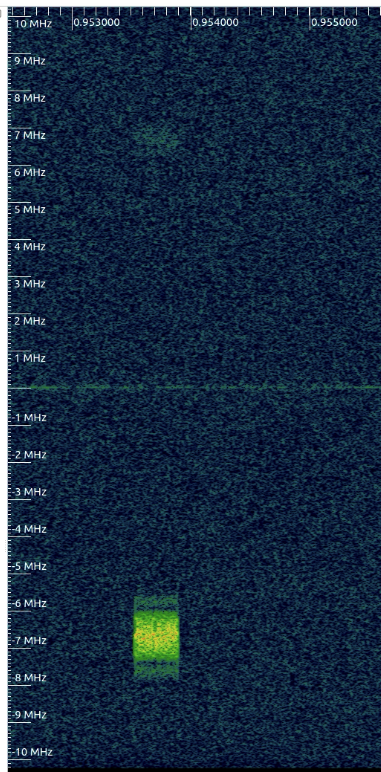 0.953000 0.954000 0.955000
10 MHz
9 MHz
8 MHz
7 MHz
6 MHz
5 MHz
4 MHz
3 MHz
2 MHz
1 MHz
-1 MHz
-2 MHz
-3 MHz
-4 MHz
-5 MHz
-6 MHz
-7 MHz
-8 MHz
-9 MHz
-10 MHz